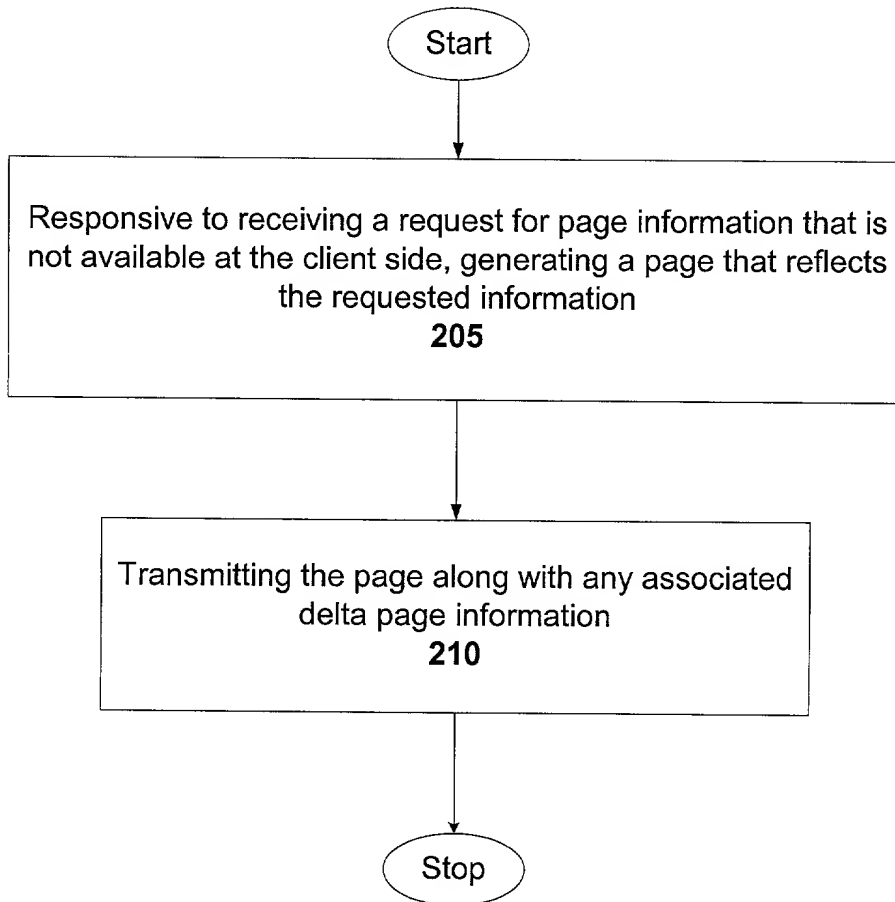 Start
Responsive to receiving a request for page information that is
not available at the client side, generating a page that reflects
the requested information
205
Transmitting the page along with any associated
delta page information
210
Stop